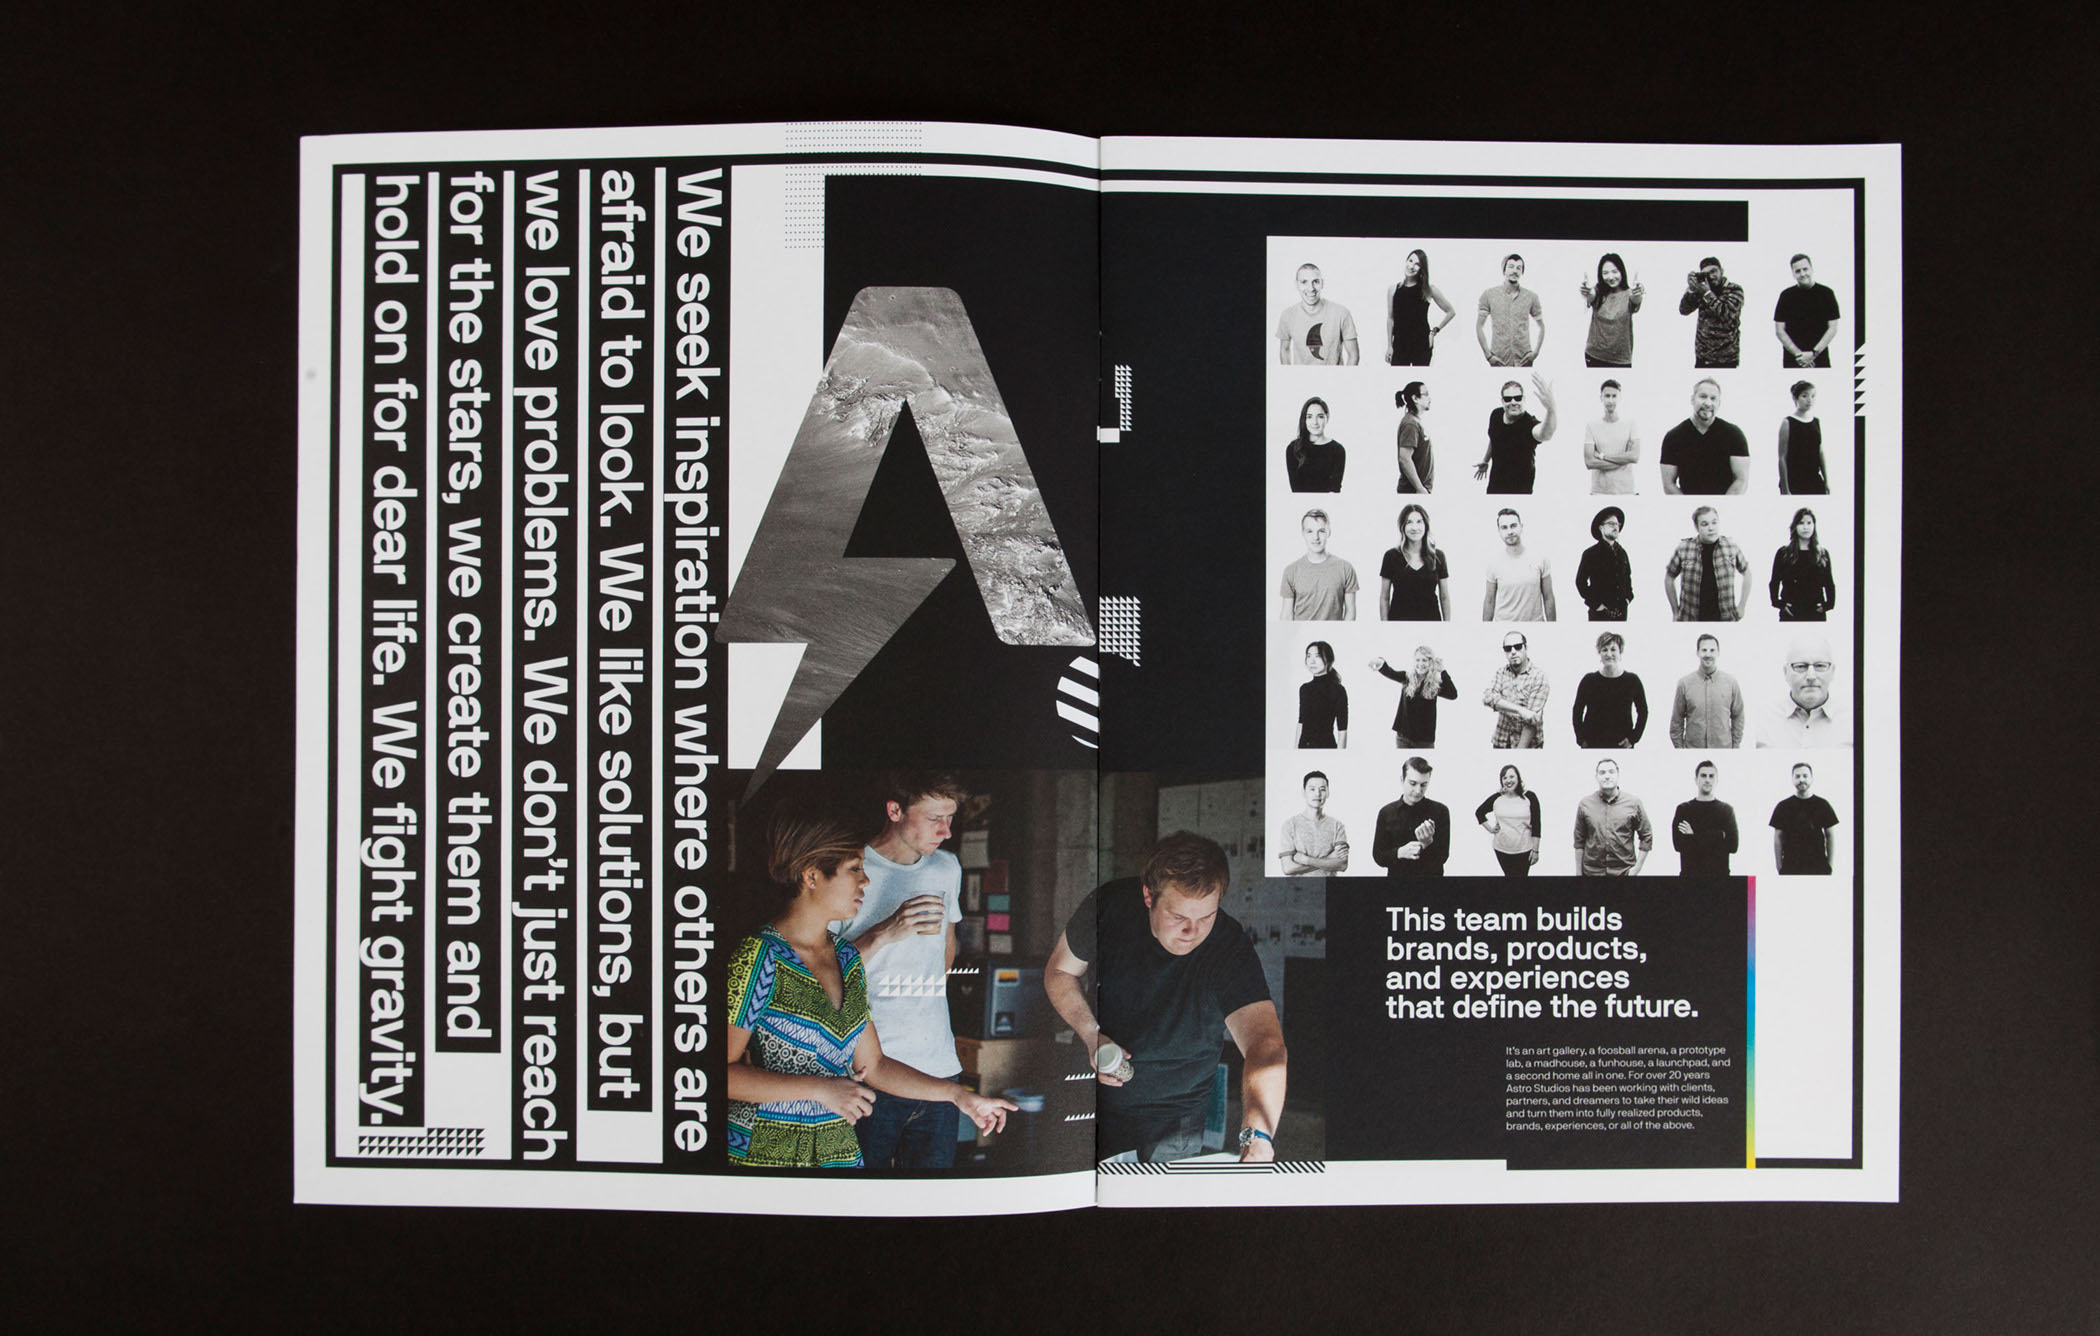 We seek inspiration where others are
afraid to look. We like solutions, but
we love problems. We don't just reach
for the stars, we create them and
hold on for dear life. We fight gravity.
This team builds
brands, products,
and experiences
that define the future.
It's an art gallery, a foosball arena, a prototype
lab, a madhouse, a funhouse, a launchpad, and
a second home all in one. For over 20 years
Astro Studios has been working with clients,
partners, and dreamers to take their wild ideas
and turn them into fully realized products,
brands, experiences, or all of the above.